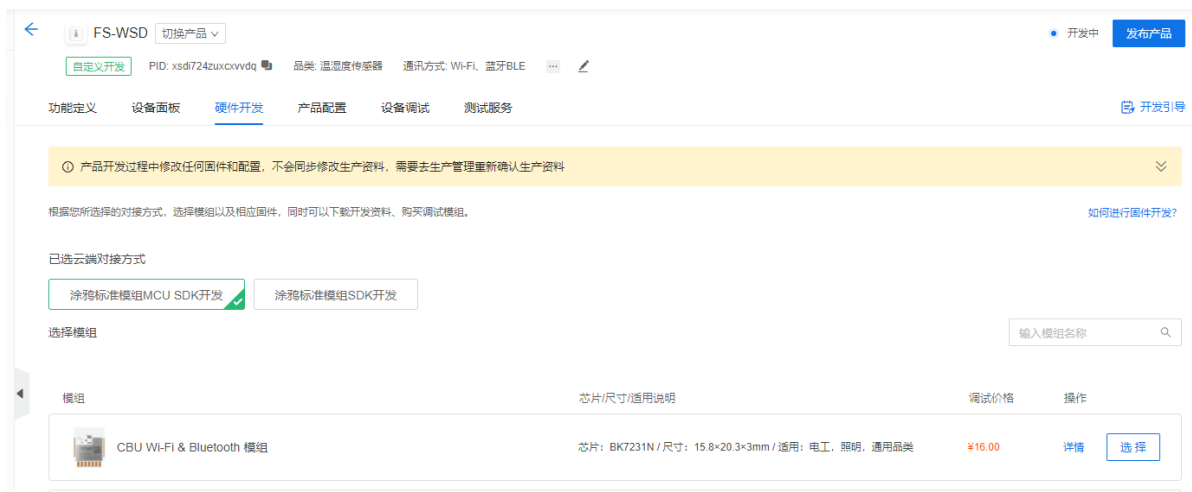 FS-WSD 切换产品 开发中 发布产品
自定义开发 PID: xsdi724zuxcxvvdq 品类: 温湿度传感器 通讯方式: Wi-Fi、蓝牙BLE ...
功能定义 设备面板 硬件开发 产品配置 设备调试 测试服务 开发引导
产品开发过程中修改任何固件和配置，不会同步修改生产资料，需要去生产管理重新确认生产资料
根据您所选择的对接方式，选择模组以及相应固件，同时可以下载开发资料、购买调试模组。 如何进行固件开发?
已选云端对接方式
涂鸦标准模组MCU SDK开发 涂鸦标准模组SDK开发
选择模组 输入模组名称
模组 芯片/尺寸/适用说明 调试价格 操作
CBU Wi-Fi & Bluetooth 模组 芯片：BK7231N / 尺寸：15.8×20.3×3mm / 适用：电工，照明，通用品类 ¥16.00 详情 选择